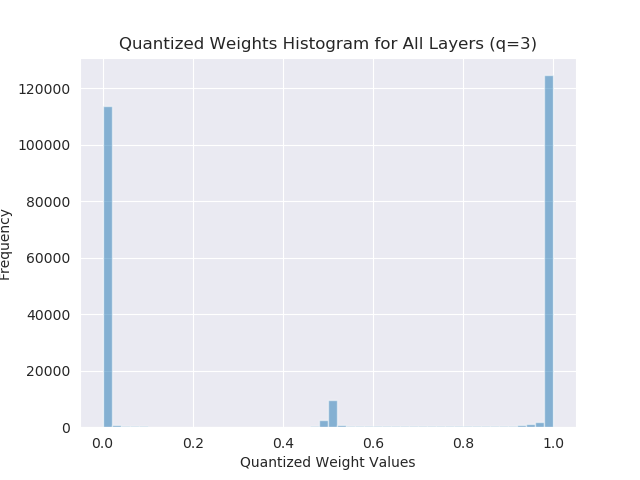 Quantized Weights Histogram for All Layers (q=3)
Frequency
120000
100000
80000
60000
40000
20000
0
0.0 0.2 0.4 0.6 0.8 1.0
Quantized Weight Values